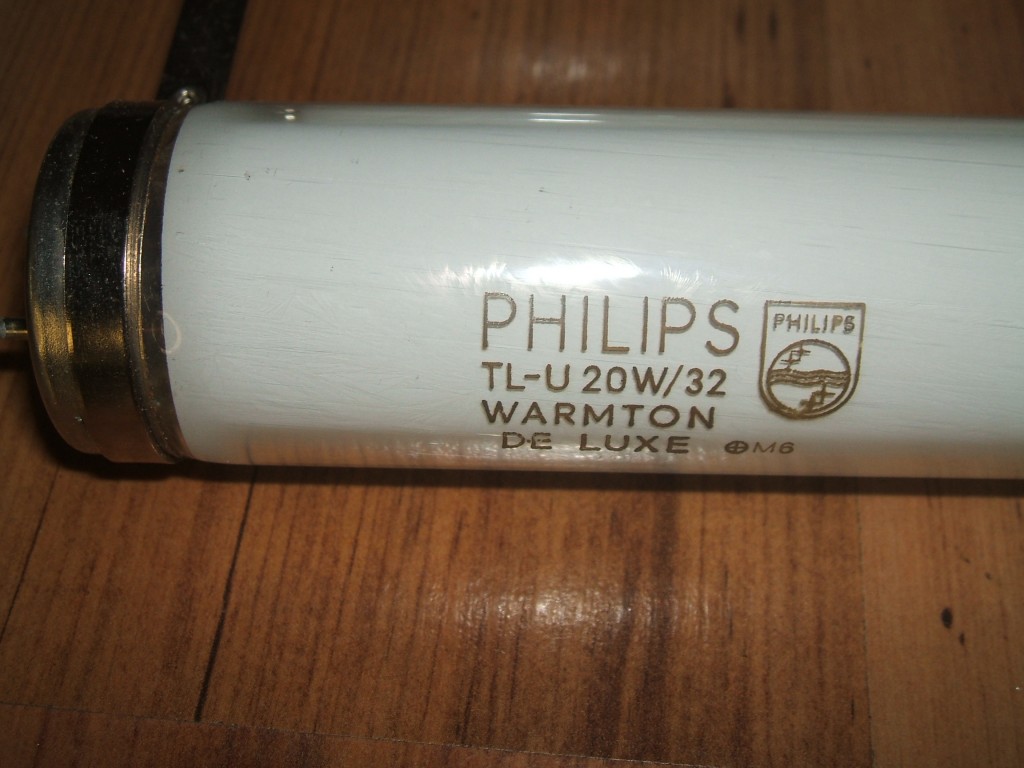 PHILIPS
TL-U 20W/32
WARMTON
DE LUXE
⊕M6
PHILIPS